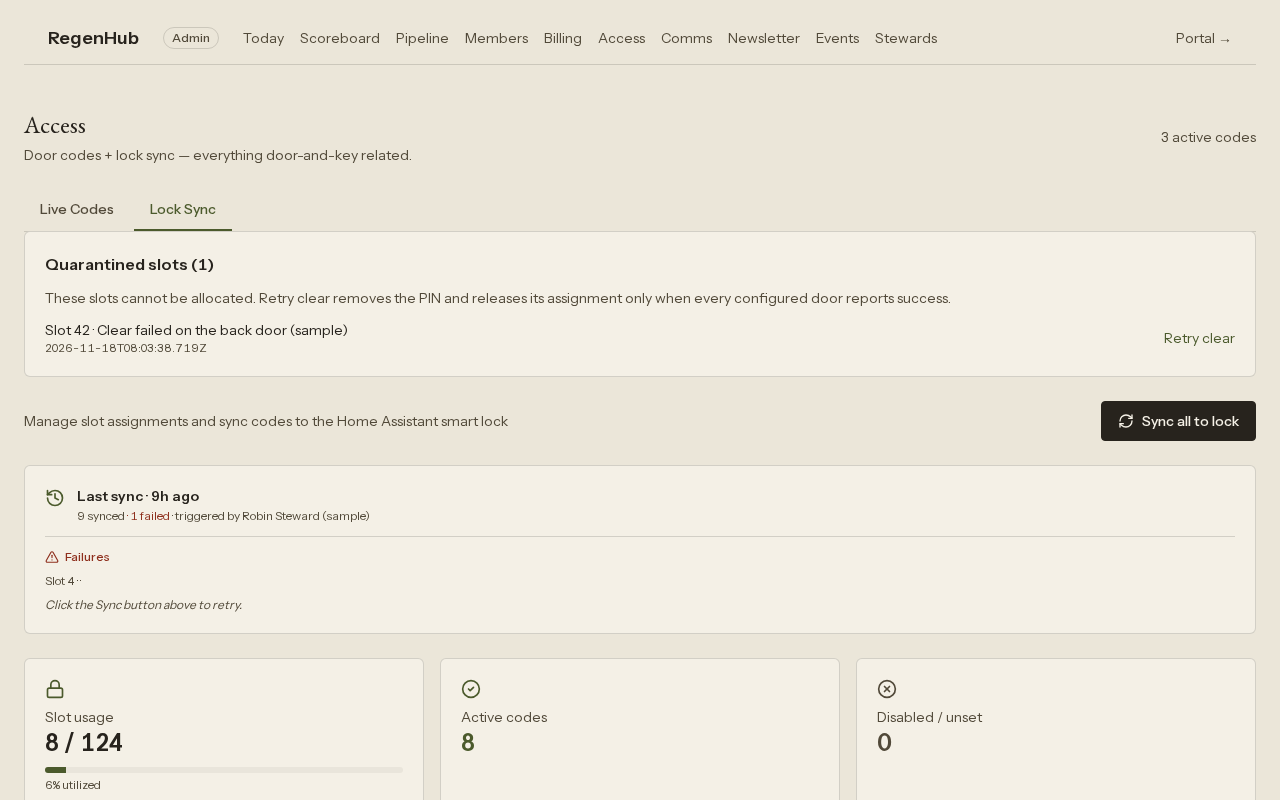 RegenHub
Admin
Today
Scoreboard
Pipeline
Members
Billing
Access
Comms
Newsletter
Events
Stewards
Portal →
Access
Door codes + lock sync — everything door-and-key related.
3 active codes
Live Codes
Lock Sync
Quarantined slots (1)
These slots cannot be allocated. Retry clear removes the PIN and releases its assignment only when every configured door reports success.
Slot 42 · Clear failed on the back door (sample)
2026-11-18T08:03:38.719Z
Retry clear
Manage slot assignments and sync codes to the Home Assistant smart lock
Sync all to lock
Last sync · 9h ago
9 synced · 1 failed · triggered by Robin Steward (sample)
Failures
Slot 4 · ·
Click the Sync button above to retry.
Slot usage
8 / 124
6% utilized
Active codes
8
Disabled / unset
0